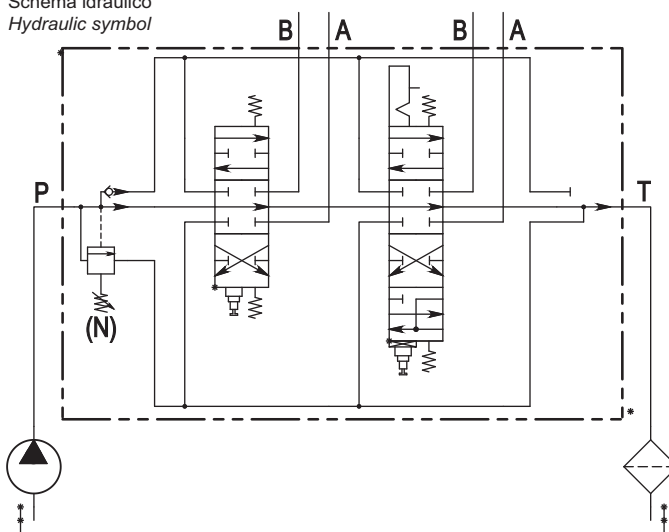 Schema idraulico
Hydraulic symbol
B A B A
P
T
(N)